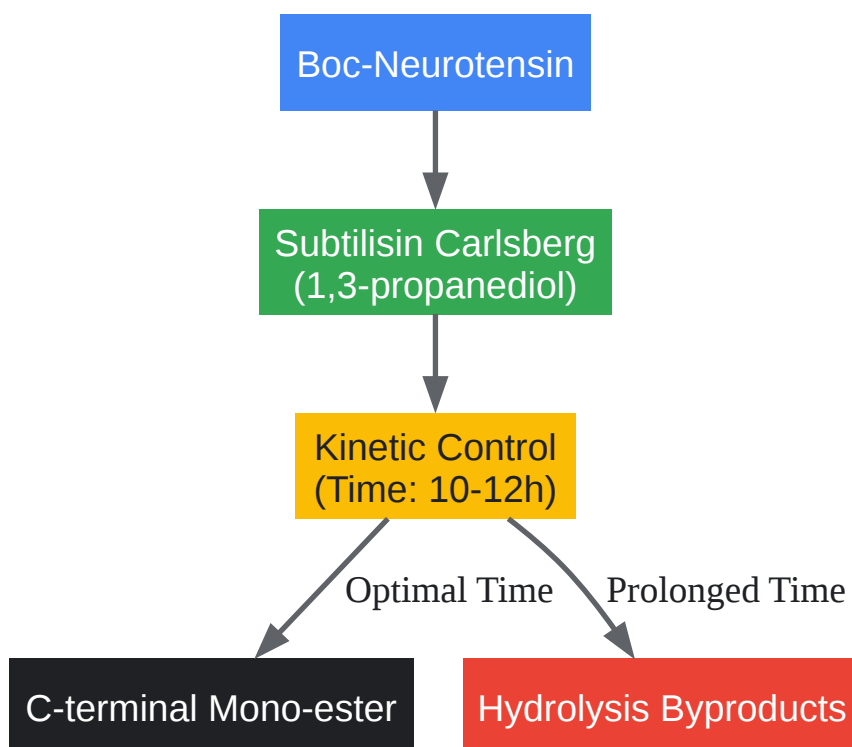 Boc-Neurotensin
Subtilisin Carlsberg
(1,3-propanediol)
Kinetic Control
(Time: 10-12h)
Optimal Time
Prolonged Time
C-terminal Mono-ester
Hydrolysis Byproducts